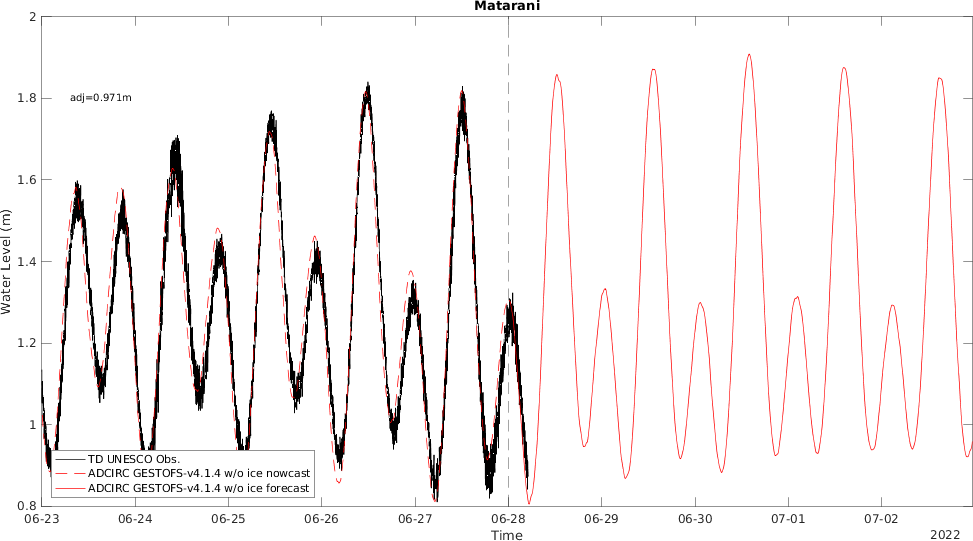 Matarani
2
1.8
1.6
1.4
1.2
1
0.8
Water Level (m)
adj=0.971m
TD UNESCO Obs.
ADCIRC GESTOFS-v4.1.4 w/o ice nowcast
ADCIRC GESTOFS-v4.1.4 w/o ice forecast
06-23 06-24 06-25 06-26 06-27 06-28 06-29 06-30 07-01 07-02
Time
2022